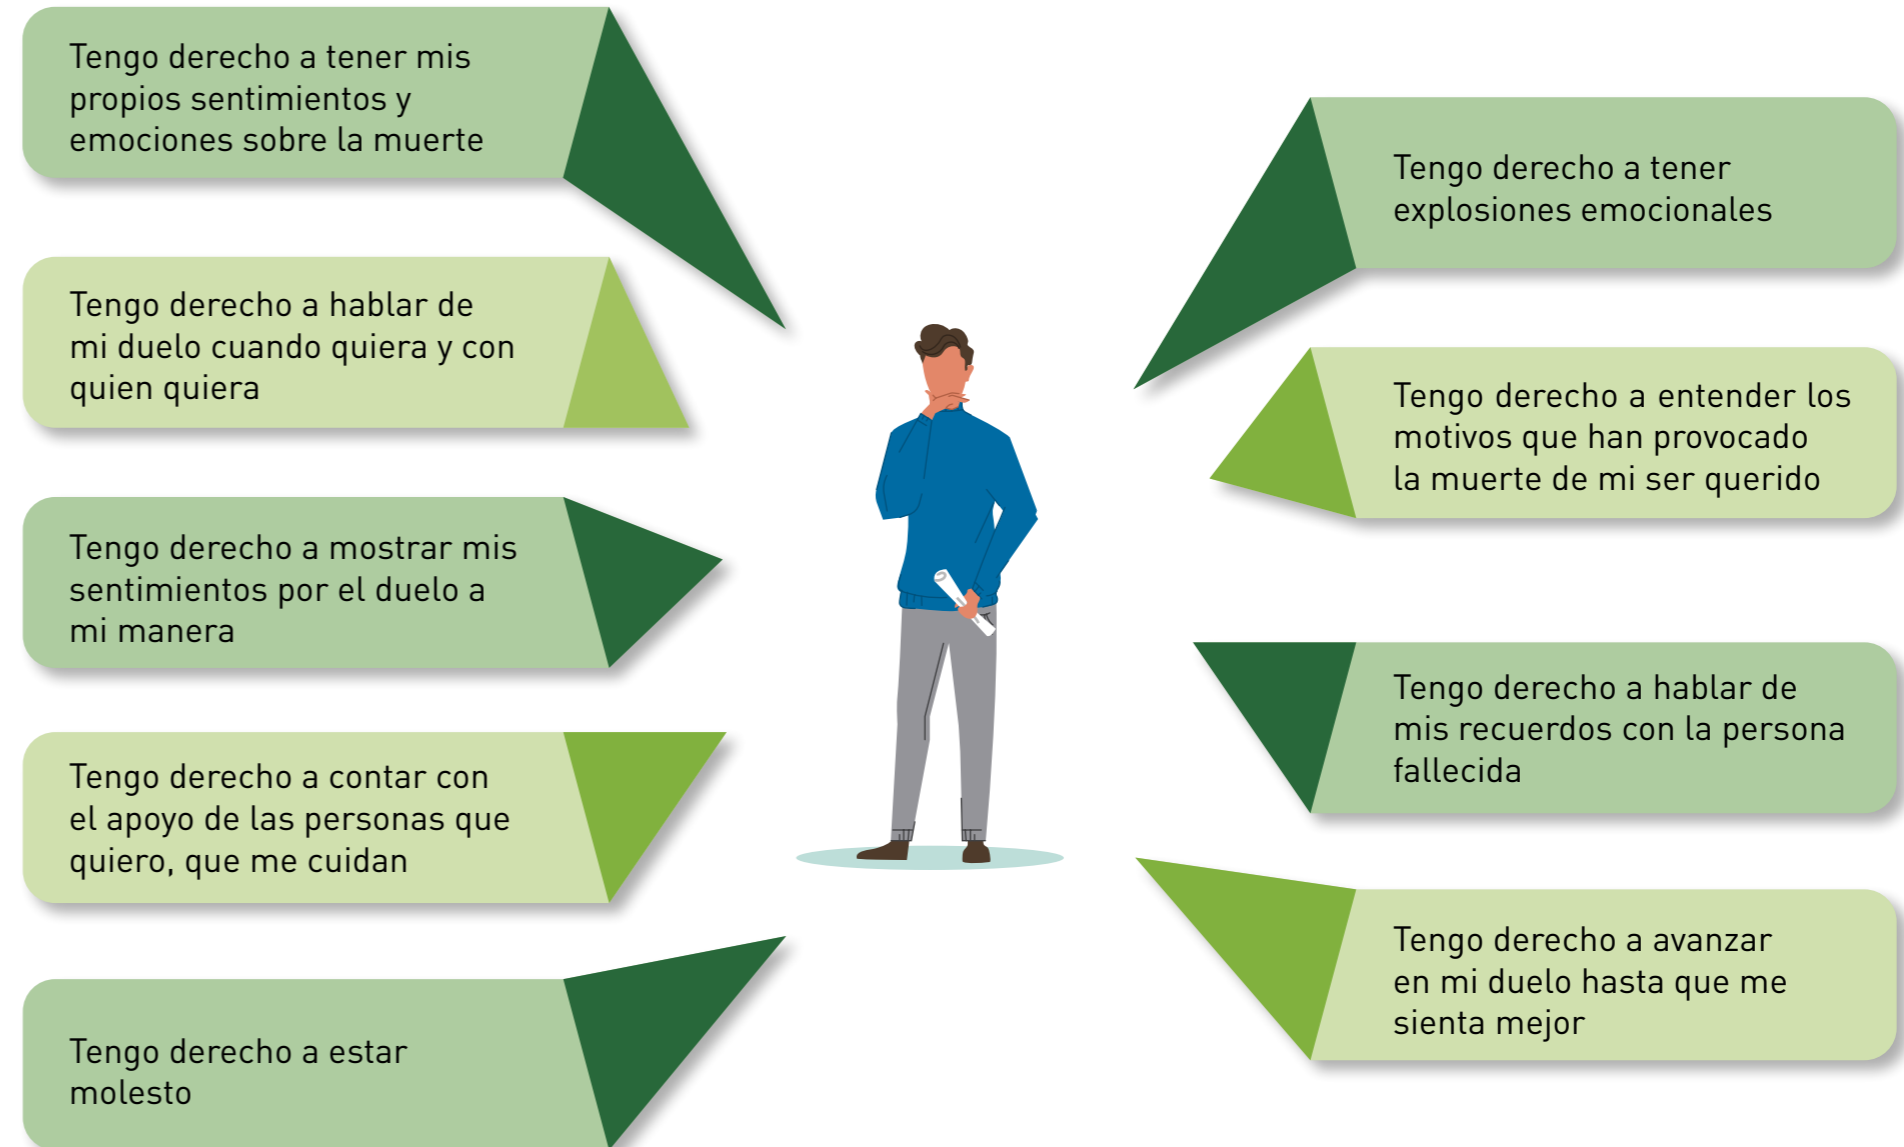 Tengo derecho a tener mis
propios sentimientos y
emociones sobre la muerte
Tengo derecho a hablar de
mi duelo cuando quiera y con
quien quiera
Tengo derecho a mostrar mis
sentimientos por el duelo a
mi manera
Tengo derecho a contar con
el apoyo de las personas que
quiero, que me cuidan
Tengo derecho a estar
molesto
Tengo derecho a tener
explosiones emocionales
Tengo derecho a entender los
motivos que han provocado
la muerte de mi ser querido
Tengo derecho a hablar de
mis recuerdos con la persona
fallecida
Tengo derecho a avanzar
en mi duelo hasta que me
sienta mejor